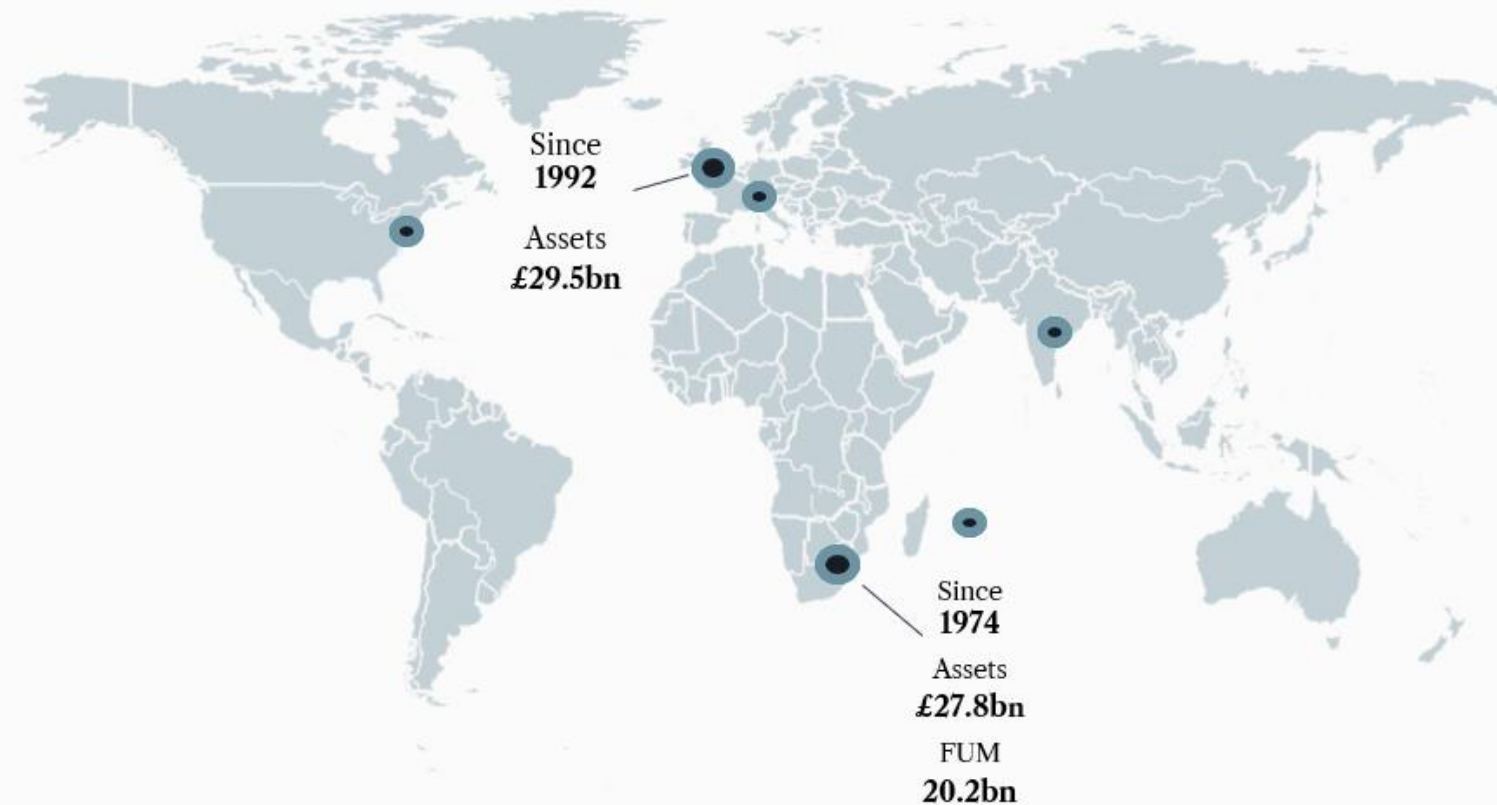 Since
1992
Assets
£29.5bn
Since
1974
Assets
£27.8bn
FUM
20.2bn